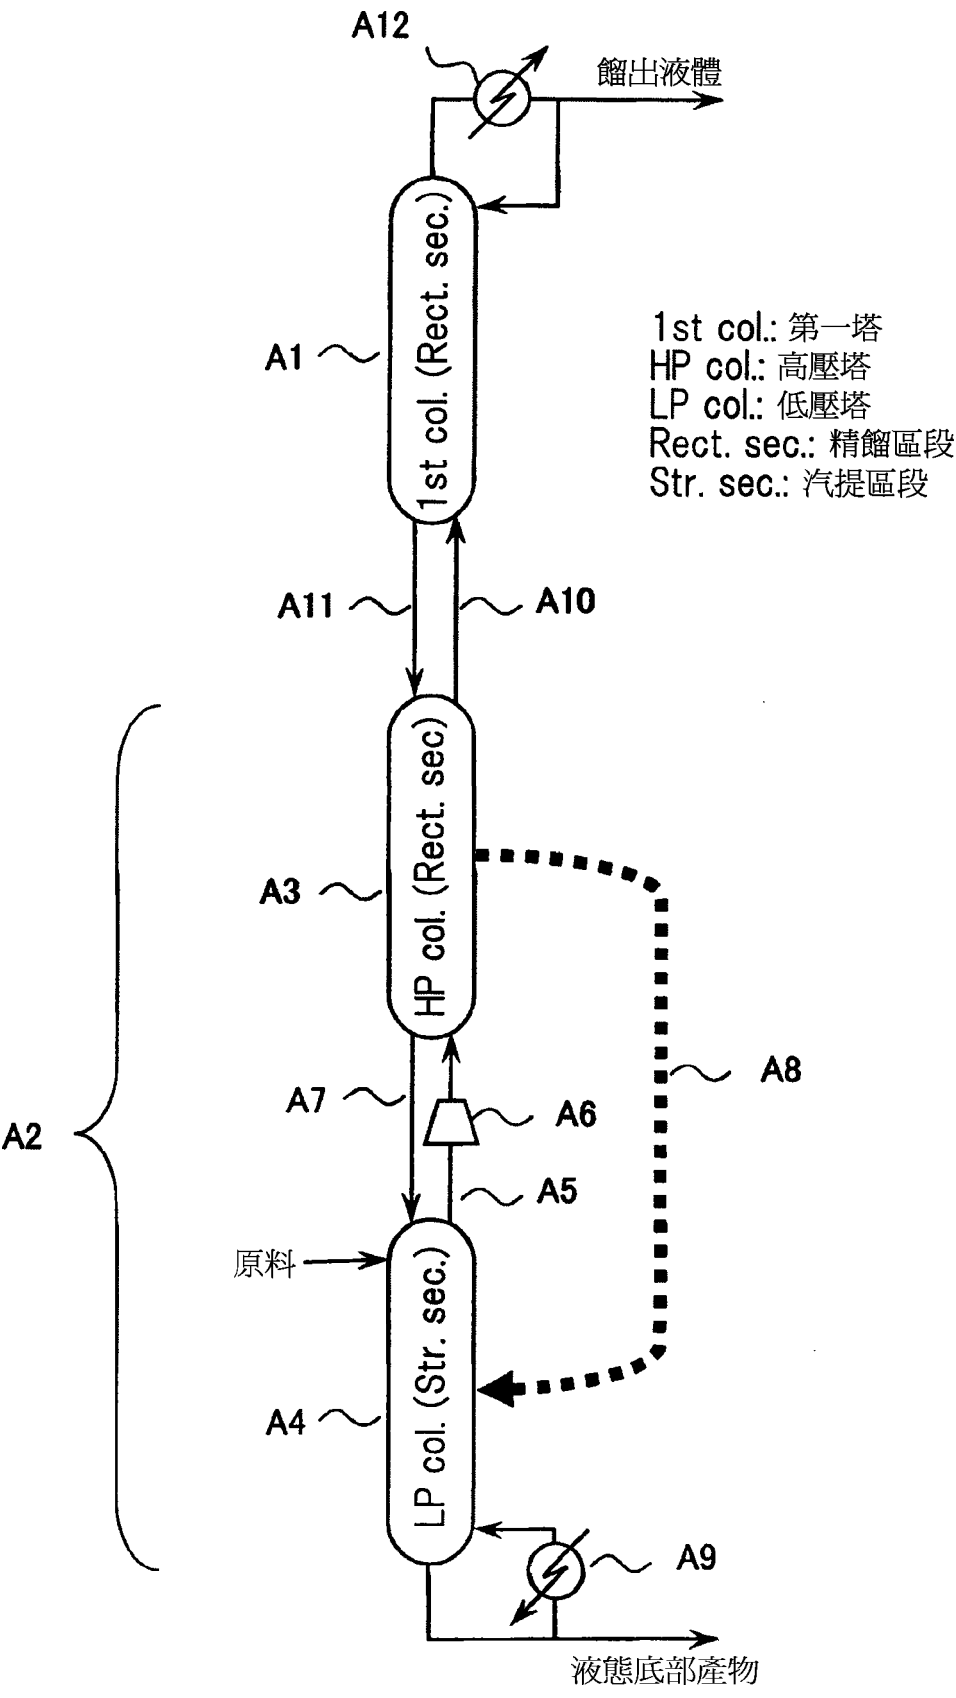 A12
餾出液體
1st col. (Rect. sec.)
A1
1st col.: 第一塔
HP col.: 高壓塔
LP col.: 低壓塔
Rect. sec.: 精餾區段
Str. sec.: 汽提區段
A11
A10
HP col. (Rect. sec)
A3
A8
A7
A6
A2
A5
原料
LP col. (Str. sec.)
A4
A9
液態底部產物